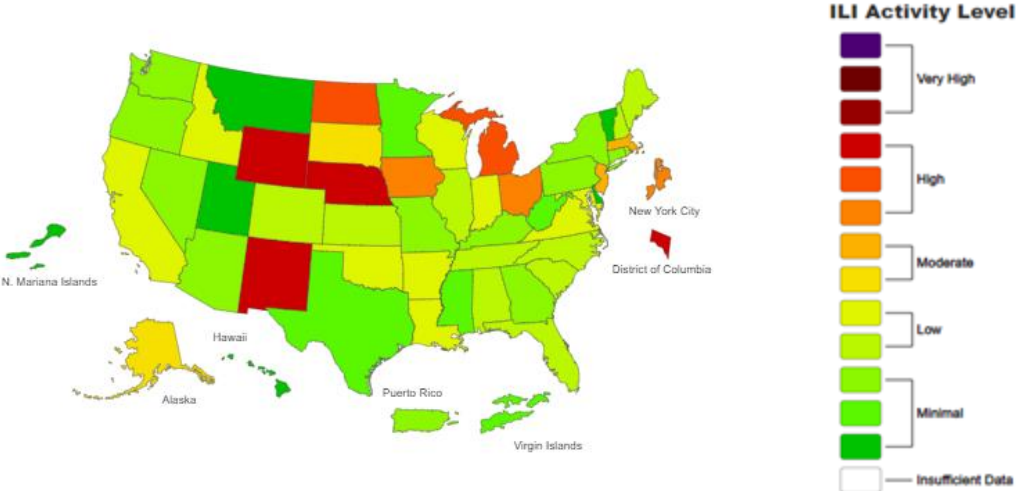 ILI Activity Level
Very High
High
Moderate
Low
Minimal
Insufficient Data
New York City
District of Columbia
N. Mariana Islands
Hawaii
Alaska
Puerto Rico
Virgin Islands